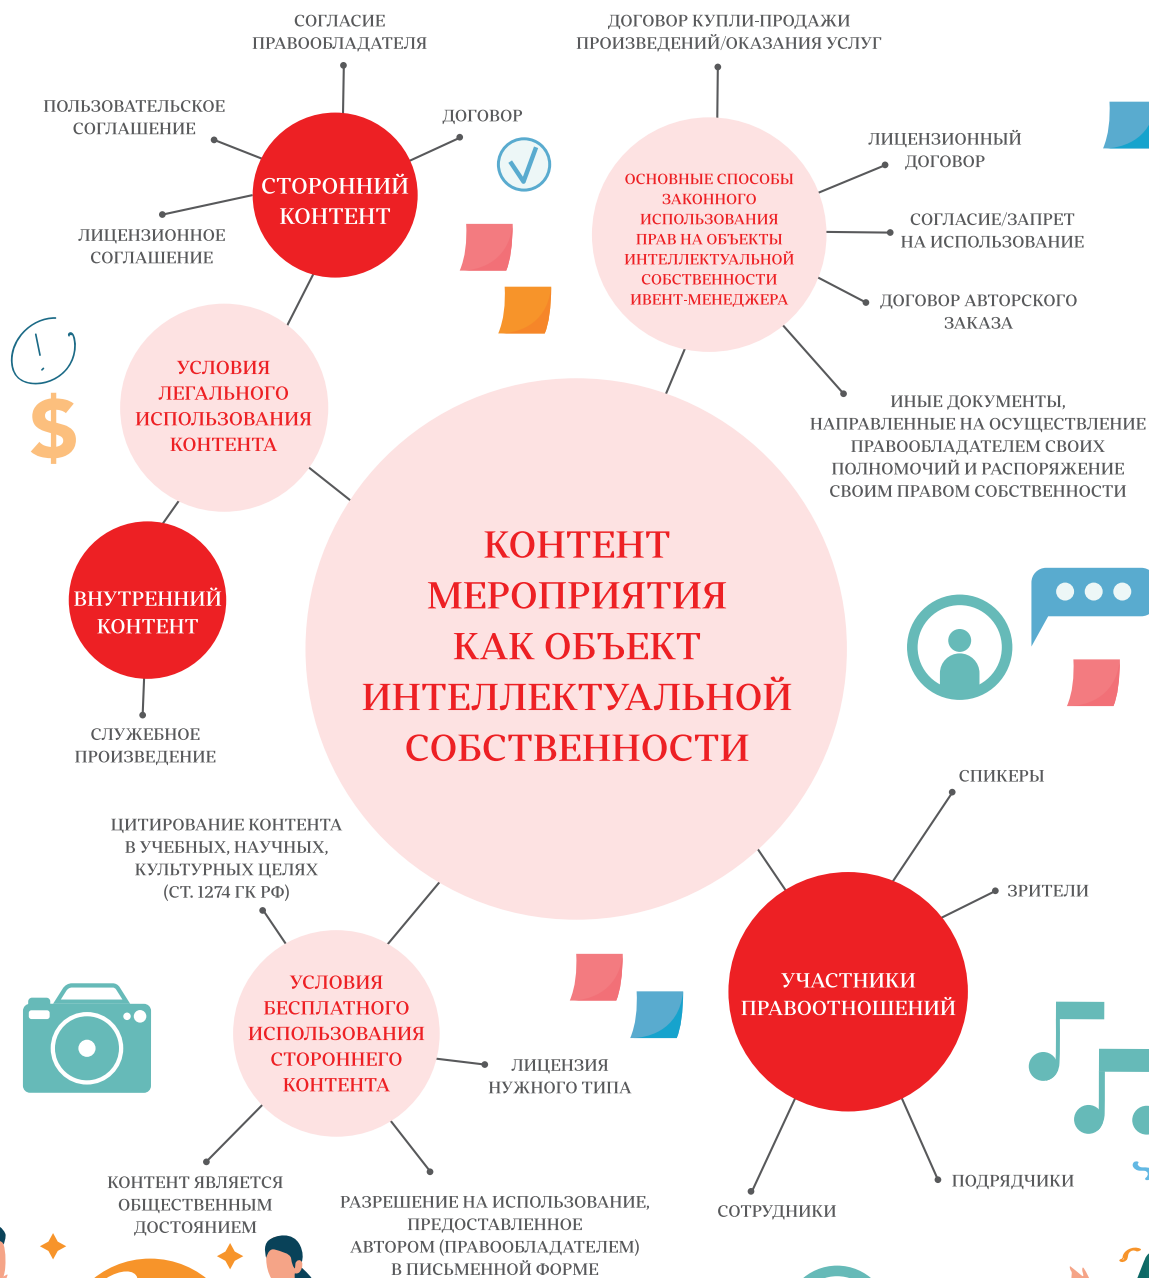 СОГЛАСИЕ
ПРАВООБЛАДАТЕЛЯ
ПОЛЬЗОВАТЕЛЬСКОЕ
СОГЛАШЕНИЕ
ДОГОВОР
ЛИЦЕНЗИОННОЕ
СОГЛАШЕНИЕ
СТОРОННИЙ
КОНТЕНТ
ДОГОВОР КУПЛИ-ПРОДАЖИ
ПРОИЗВЕДЕНИЙ/ОКАЗАНИЯ УСЛУГ
ОСНОВНЫЕ СПОСОБЫ
ЗАКОННОГО
ИСПОЛЬЗОВАНИЯ
ПРАВ НА ОБЪЕКТЫ
ИНТЕЛЛЕКТУАЛЬНОЙ
СОБСТВЕННОСТИ
ИВЕНТ-МЕНЕДЖЕРА
ЛИЦЕНЗИОННЫЙ
ДОГОВОР
СОГЛАСИЕ/ЗАПРЕТ
НА ИСПОЛЬЗОВАНИЕ
ДОГОВОР АВТОРСКОГО
ЗАКАЗА
ИНЫЕ ДОКУМЕНТЫ,
НАПРАВЛЕННЫЕ НА ОСУЩЕСТВЛЕНИЕ
ПРАВООБЛАДАТЕЛЕМ СВОИХ
ПОЛНОМОЧИЙ И РАСПОРЯЖЕНИЕ
СВОИМ ПРАВОМ СОБСТВЕННОСТИ
УСЛОВИЯ
ЛЕГАЛЬНОГО
ИСПОЛЬЗОВАНИЯ
КОНТЕНТА
ВНУТРЕННИЙ
КОНТЕНТ
СЛУЖЕБНОЕ
ПРОИЗВЕДЕНИЕ
КОНТЕНТ
МЕРОПРИЯТИЯ
КАК ОБЪЕКТ
ИНТЕЛЛЕКТУАЛЬНОЙ
СОБСТВЕННОСТИ
ЦИТИРОВАНИЕ КОНТЕНТА
В УЧЕБНЫХ, НАУЧНЫХ,
КУЛЬТУРНЫХ ЦЕЛЯХ
(СТ. 1274 ГК РФ)
УСЛОВИЯ
БЕСПЛАТНОГО
ИСПОЛЬЗОВАНИЯ
СТОРОННЕГО
КОНТЕНТА
ЛИЦЕНЗИЯ
НУЖНОГО ТИПА
КОНТЕНТ ЯВЛЯЕТСЯ
ОБЩЕСТВЕННЫМ
ДОСТОЯНИЕМ
РАЗРЕШЕНИЕ НА ИСПОЛЬЗОВАНИЕ,
ПРЕДОСТАВЛЕННОЕ
АВТОРОМ (ПРАВООБЛАДАТЕЛЕМ)
В ПИСЬМЕННОЙ ФОРМЕ
СПИКЕРЫ
ЗРИТЕЛИ
УЧАСТНИКИ
ПРАВООТНОШЕНИЙ
ПОДРЯДЧИКИ
СОТРУДНИКИ